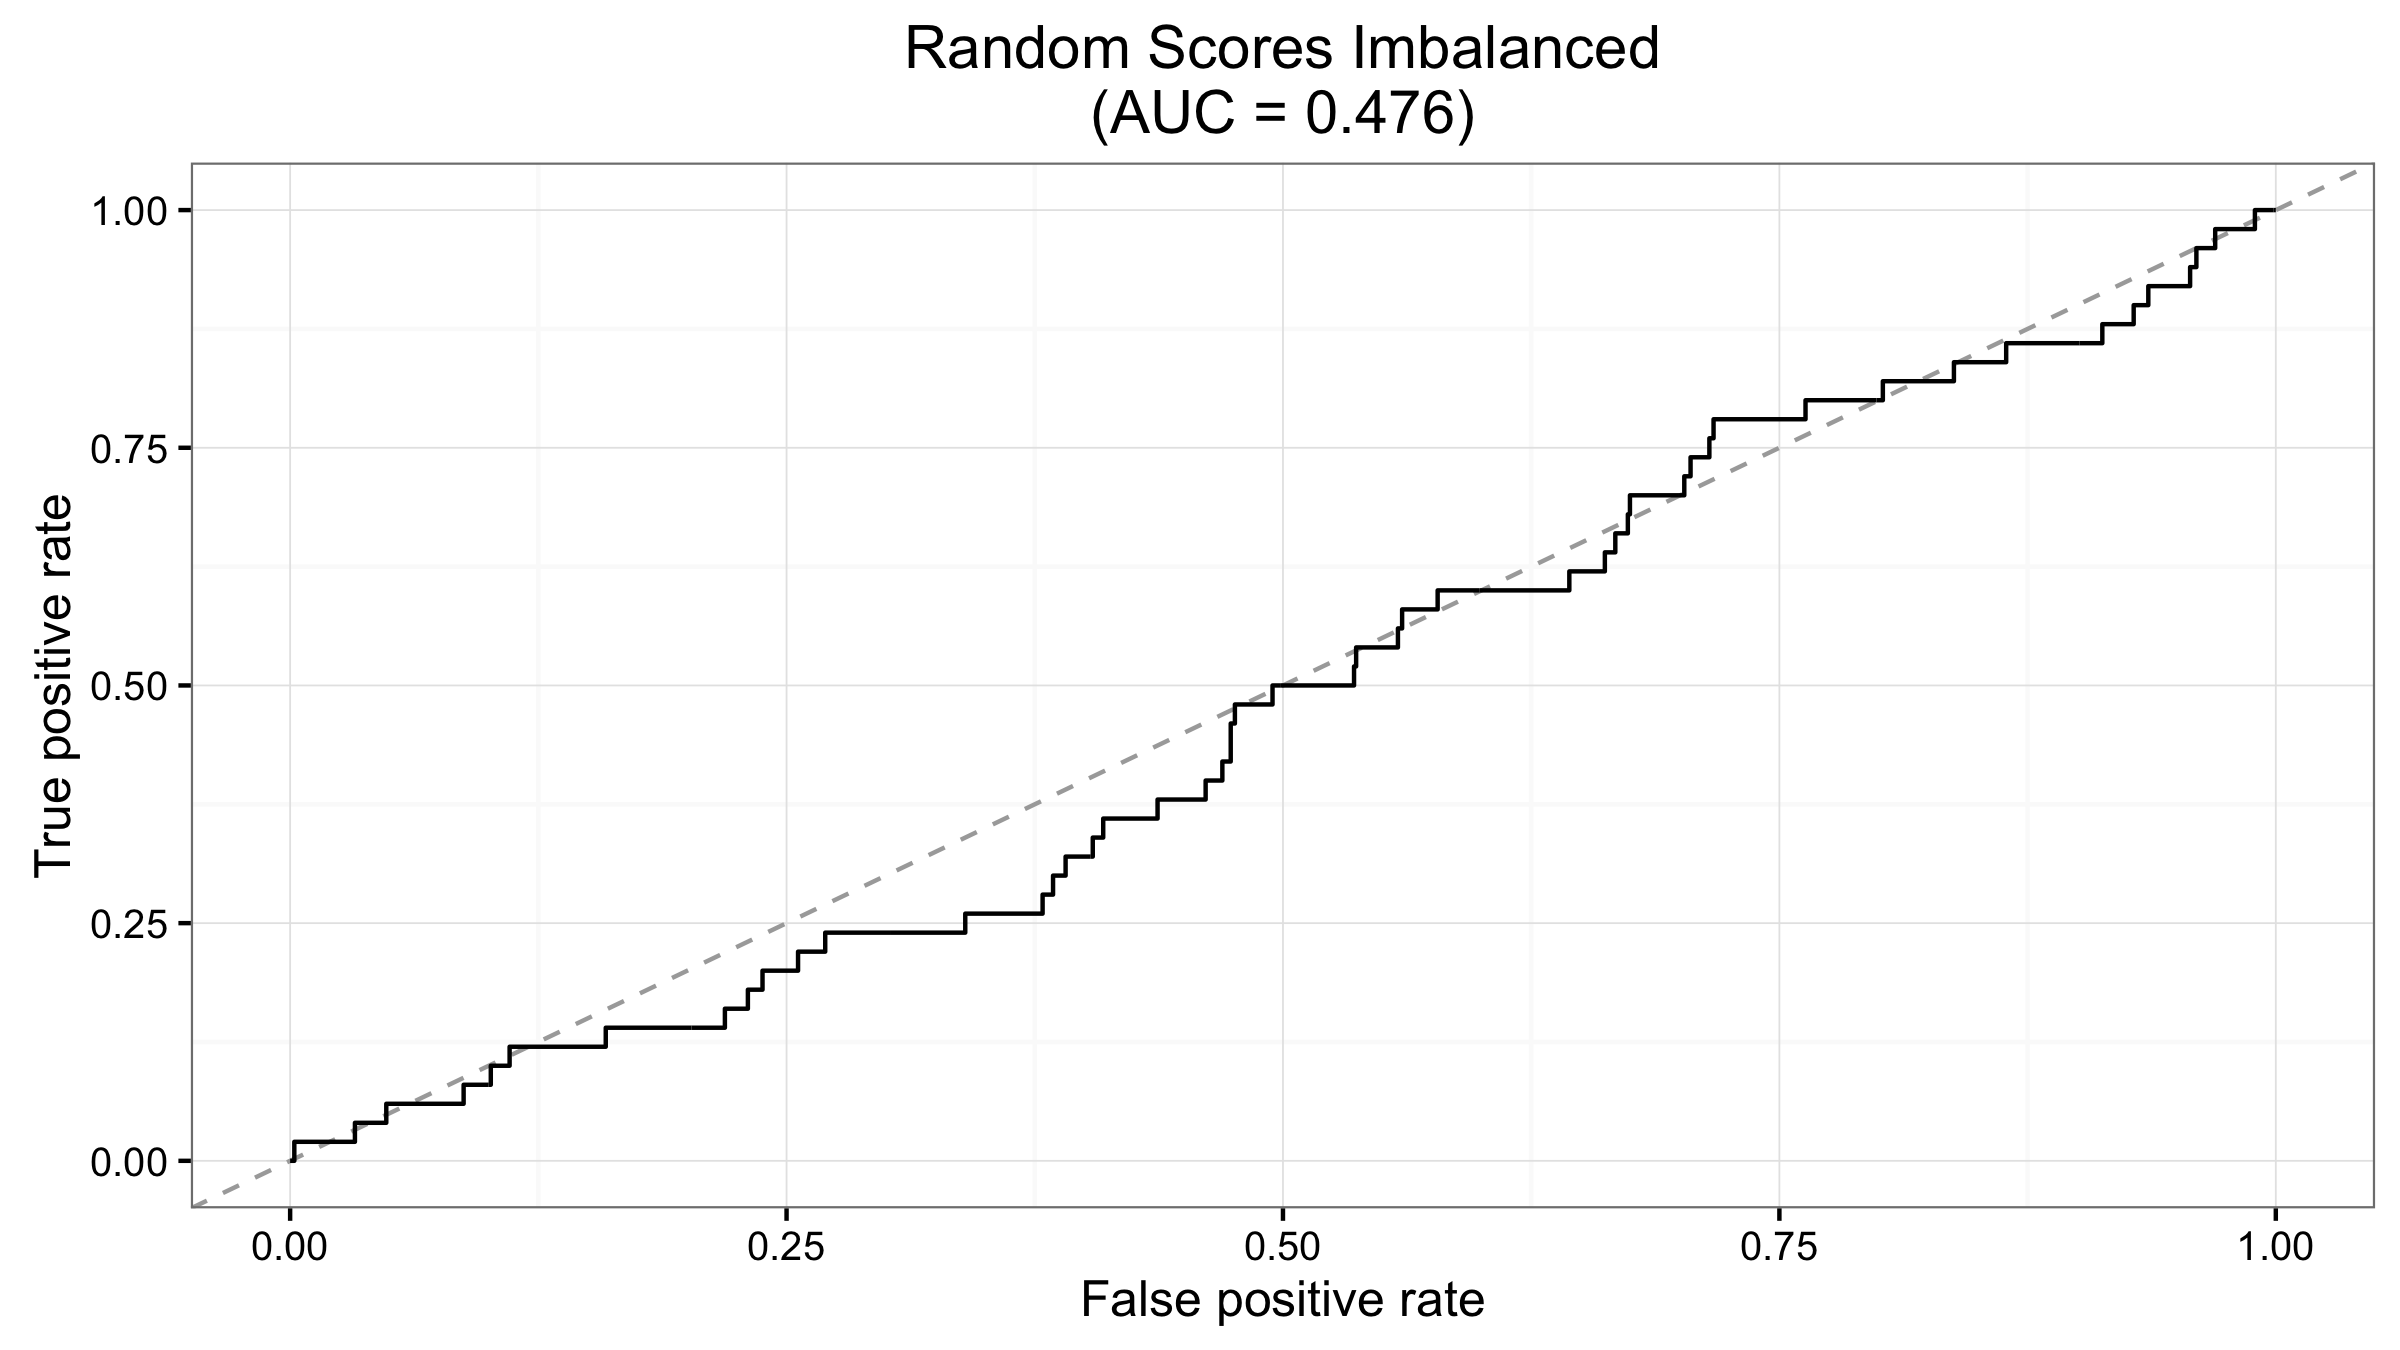 Random Scores Imbalanced
(AUC = 0.476)
1.00
0.75
0.50
0.25
0.00
True positive rate
0.00 0.25 0.50 0.75 1.00
False positive rate